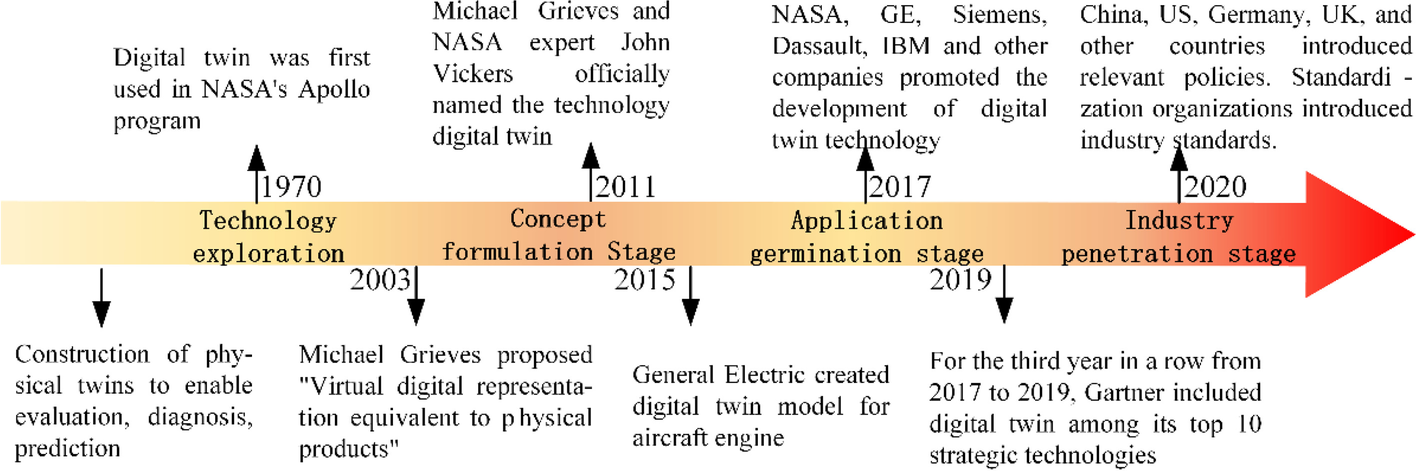 Digital twin was first
used in NASA's Apollo
program
Michael Grieves and
NASA expert John
Vickers officially
named the technology
digital twin
NASA, GE, Siemens,
Dassault, IBM and other
companies promoted the
development of digital
twin technology
China, US, Germany, UK, and
other countries introduced
relevant policies. Standardi -
zation organizations introduced
industry standards.
1970
2011
2017
2020
Technology
exploration
Concept
formulation Stage
Application
germination stage
Industry
penetration stage
2003
2015
2019
Construction of phy-
sical twins to enable
evaluation, diagnosis,
prediction
Michael Grieves proposed
"Virtual digital representa-
tion equivalent to physical
products"
General Electric created
digital twin model for
aircraft engine
For the third year in a row from
2017 to 2019, Gartner included
digital twin among its top 10
strategic technologies